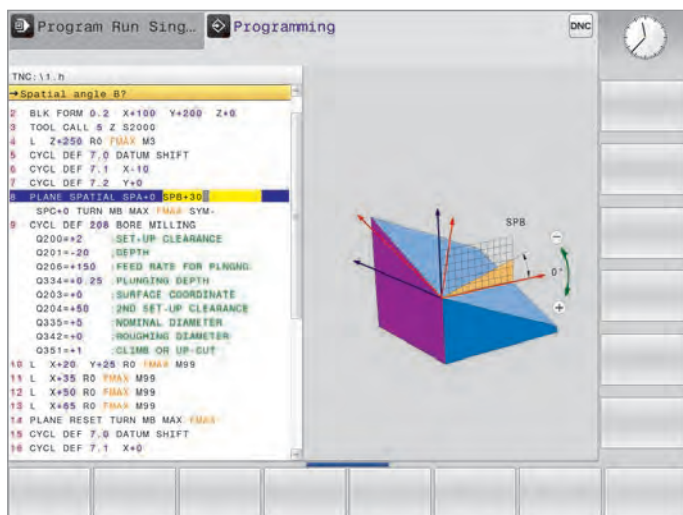 Program Run Sing... Programming DNC
TNC:\1.h
→Spatial angle B?
2 BLK FORM 0.2 X+100 Y+200 Z+0
3 TOOL CALL 5 Z S2000
4 L Z+250 R0 FMAX M3
5 CYCL DEF 7.0 DATUM SHIFT
6 CYCL DEF 7.1 X-10
7 CYCL DEF 7.2 Y+0
8 PLANE SPATIAL SPA+0 SPB+30
SPC+0 TURN MB MAX FMAX SYM-
9 CYCL DEF 208 BORE MILLING
Q200=+2 ;SET-UP CLEARANCE
Q201=-20 ;DEPTH
Q206=+150 ;FEED RATE FOR PLNGNG
Q334=+0.25 ;PLUNGING DEPTH
Q203=+0 ;SURFACE COORDINATE
Q204=+50 ;2ND SET-UP CLEARANCE
Q335=+5 ;NOMINAL DIAMETER
Q342=+0 ;ROUGHING DIAMETER
Q351=+1 ;CLIMB OR UP-CUT
10 L X+20 Y+25 R0 FMAX M99
11 L X+35 R0 FMAX M99
12 L X+50 R0 FMAX M99
13 L X+65 R0 FMAX M99
14 PLANE RESET TURN MB MAX FMAX
15 CYCL DEF 7.0 DATUM SHIFT
16 CYCL DEF 7.1 X+0
SPB
−
0°
+